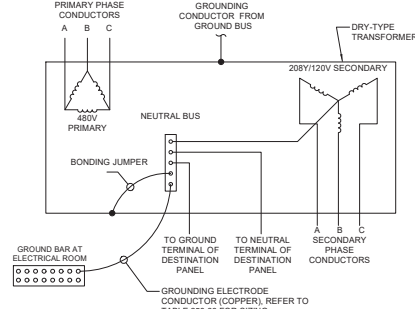 PRIMARY PHASE
CONDUCTORS
A B C
GROUNDING
CONDUCTOR FROM
GROUND BUS
DRY-TYPE
TRANSFORMER
208Y/120V SECONDARY
480V
PRIMARY
NEUTRAL BUS
BONDING JUMPER
GROUND BAR AT
ELECTRICAL ROOM
TO GROUND
TERMINAL OF
DESTINATION
PANEL
TO NEUTRAL
TERMINAL OF
DESTINATION
PANEL
A B C
SECONDARY
PHASE
CONDUCTORS
GROUNDING ELECTRODE
CONDUCTOR (COPPER), REFER TO